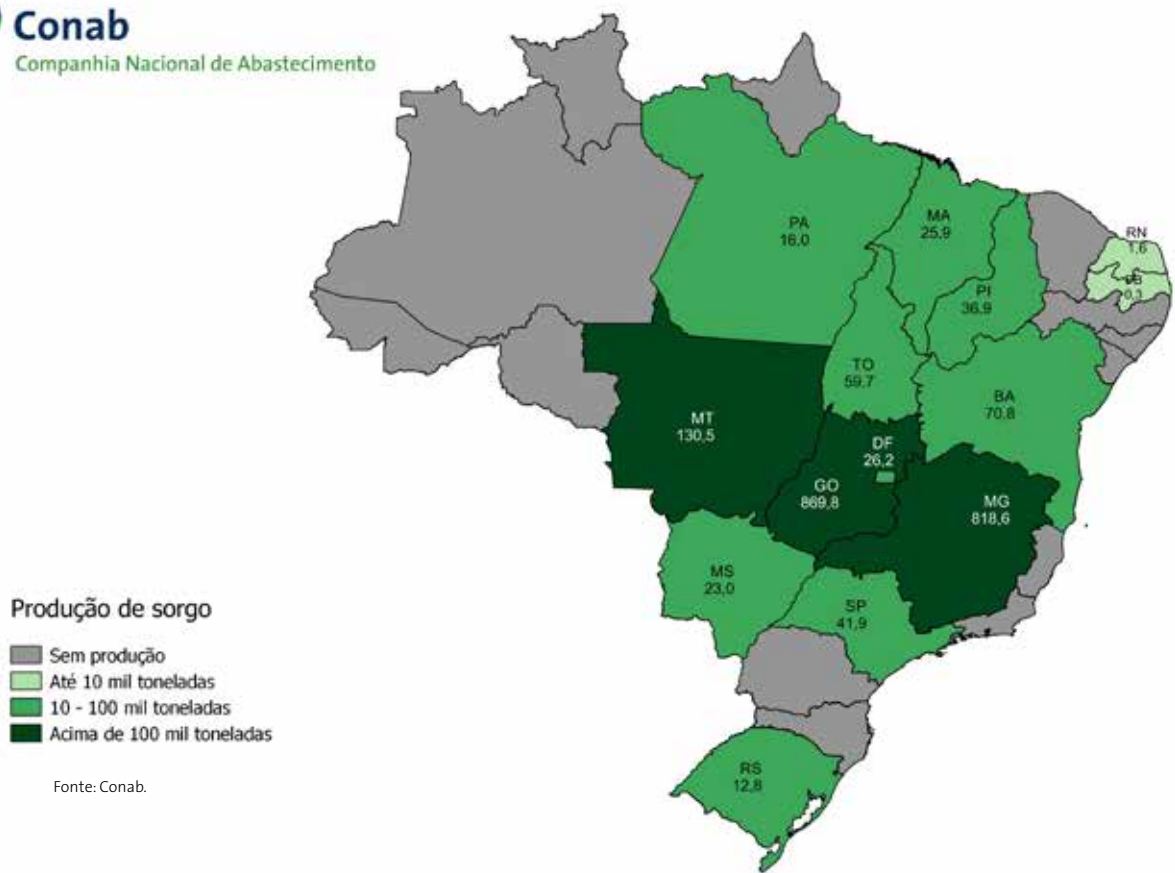 Conab
Companhia Nacional de Abastecimento
PA
16,0
MA
25,9
RN
1,6
PB
0,3
PI
36,9
TO
59,7
BA
70,8
MT
130,5
DF
26,2
GO
869,8
MG
818,6
MS
23,0
SP
41,9
RS
12,8
Produção de sorgo
Sem produção
Até 10 mil toneladas
10 - 100 mil toneladas
Acima de 100 mil toneladas
Fonte: Conab.